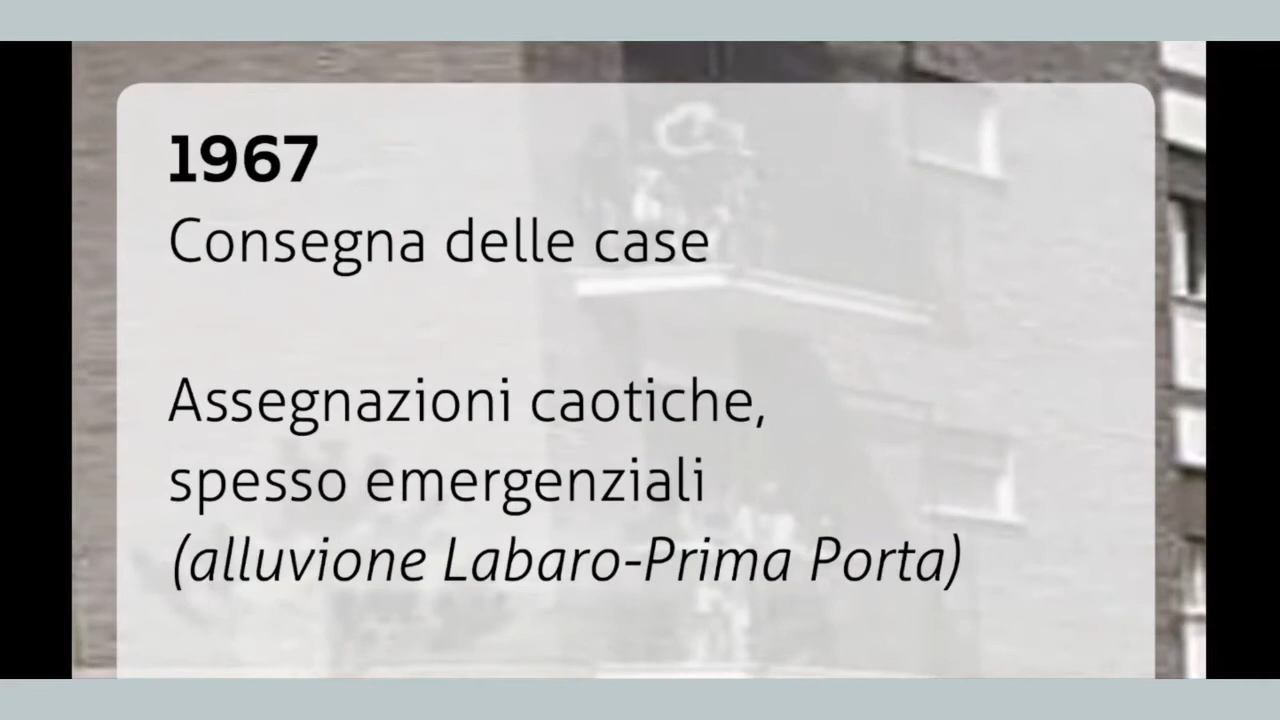 1967
Consegna delle case
Assegnazioni caotiche,
spesso emergenziali
(alluvione Labaro-Prima Porta)